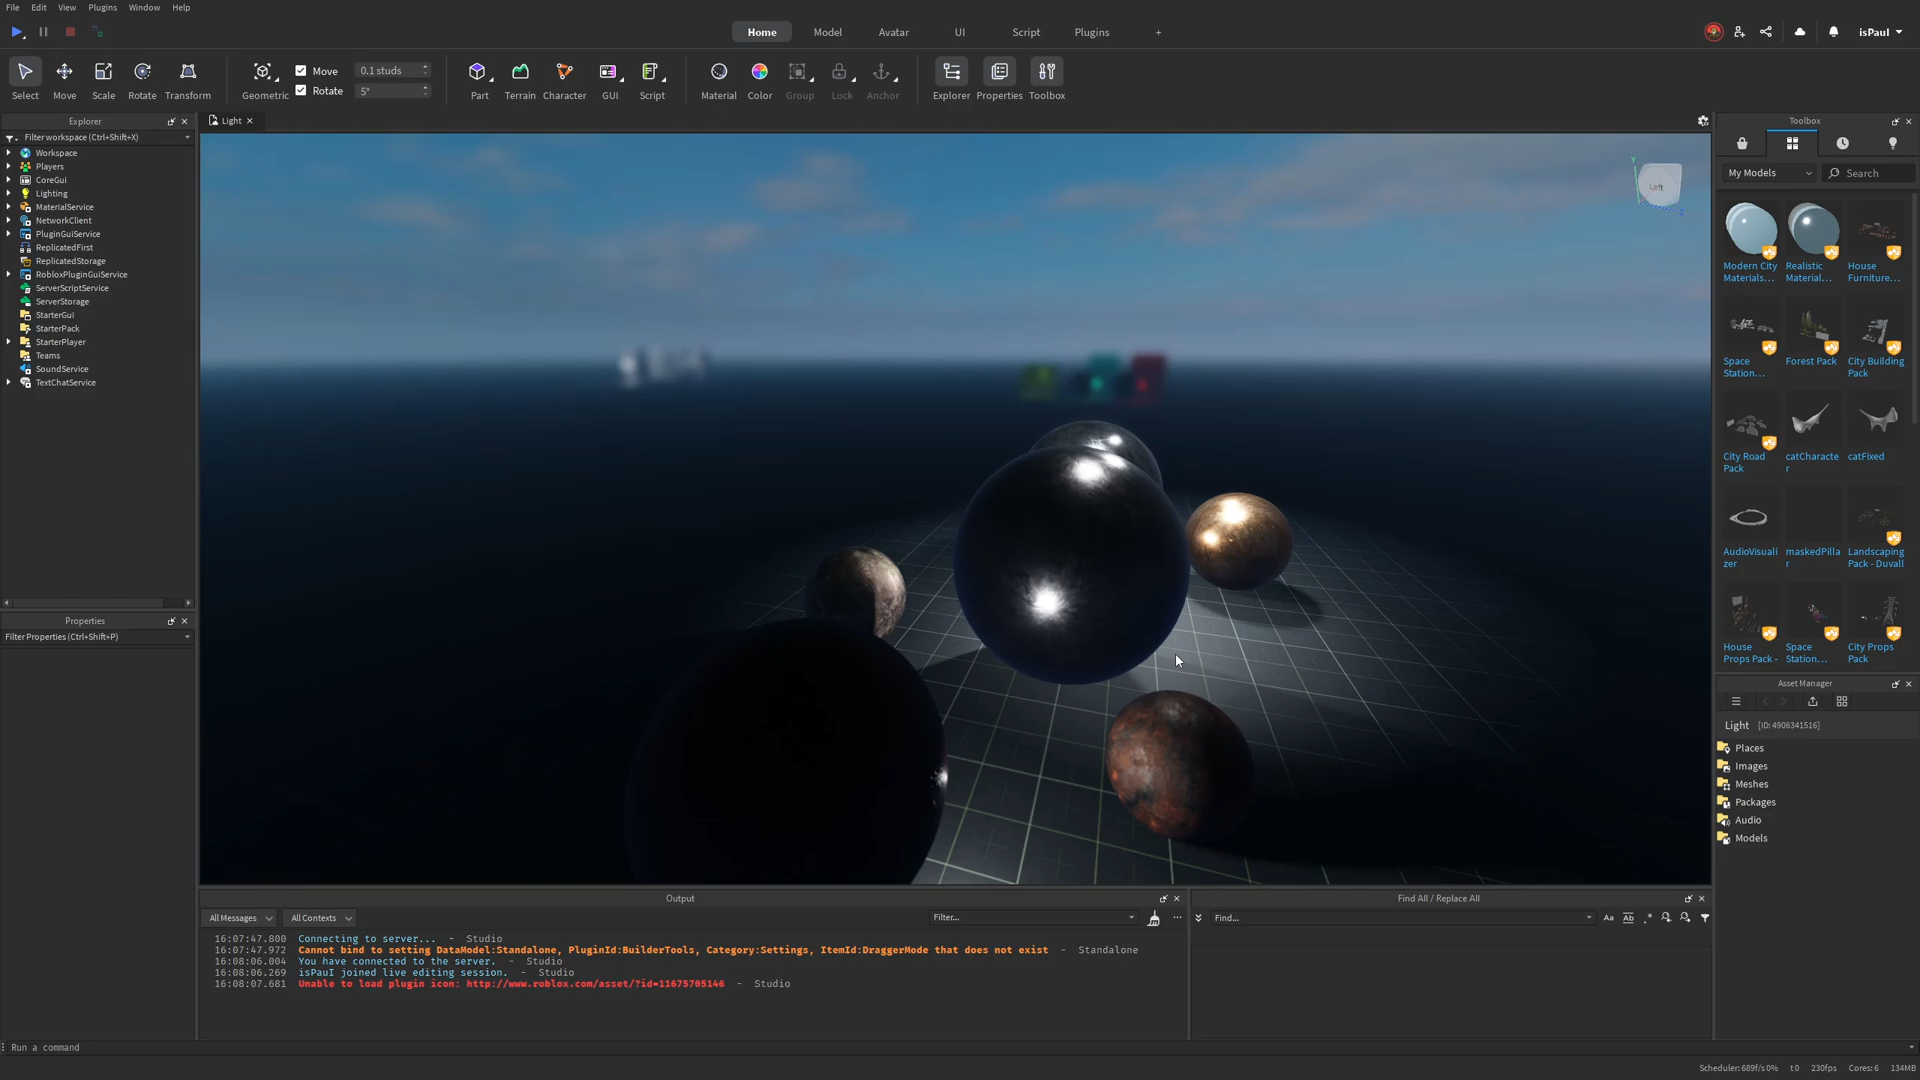 File Edit View Plugins Window Help
Home Model Avatar UI Script Plugins +
isPaul
Select Move Scale Rotate Transform
Geometric
Move 0.1 studs
Rotate 5°
Part Terrain Character GUI Script
Material Color Group Lock Anchor
Explorer Properties Toolbox
Explorer
Filter workspace (Ctrl+Shift+X)
Workspace
Players
CoreGui
Lighting
MaterialService
NetworkClient
PluginGuiService
ReplicatedFirst
ReplicatedStorage
RobloxPluginGuiService
ServerScriptService
ServerStorage
StarterGui
StarterPack
StarterPlayer
Teams
SoundService
TextChatService
Properties
Filter Properties (Ctrl+Shift+P)
Light
Y
Left
Z
Toolbox
My Models Search
Modern City Materials...
Realistic Material...
House Furniture...
Space Station...
Forest Pack
City Building Pack
City Road Pack
catCharacter
catFixed
AudioVisualizer
maskedPillar
Landscaping Pack - Duvall
House Props Pack -
Space Station...
City Props Pack
Asset Manager
Light [ID: 4906341516]
Places
Images
Meshes
Packages
Audio
Models
Output
All Messages All Contexts Filter...
16:07:47.800 Connecting to server... - Studio
16:07:47.972 Cannot bind to setting DataModel:Standalone, PluginId:BuilderTools, Category:Settings, ItemId:DraggerMode that does not exist - Standalone
16:08:06.004 You have connected to the server. - Studio
16:08:06.269 isPaul joined live editing session. - Studio
16:08:07.681 Unable to load plugin icon: http://www.roblox.com/asset/?id=11675705146 - Studio
Find All / Replace All
Find... Aa Ab .*
Run a command
Scheduler: 689f/s 0% t 0 230fps Cores: 6 134MB